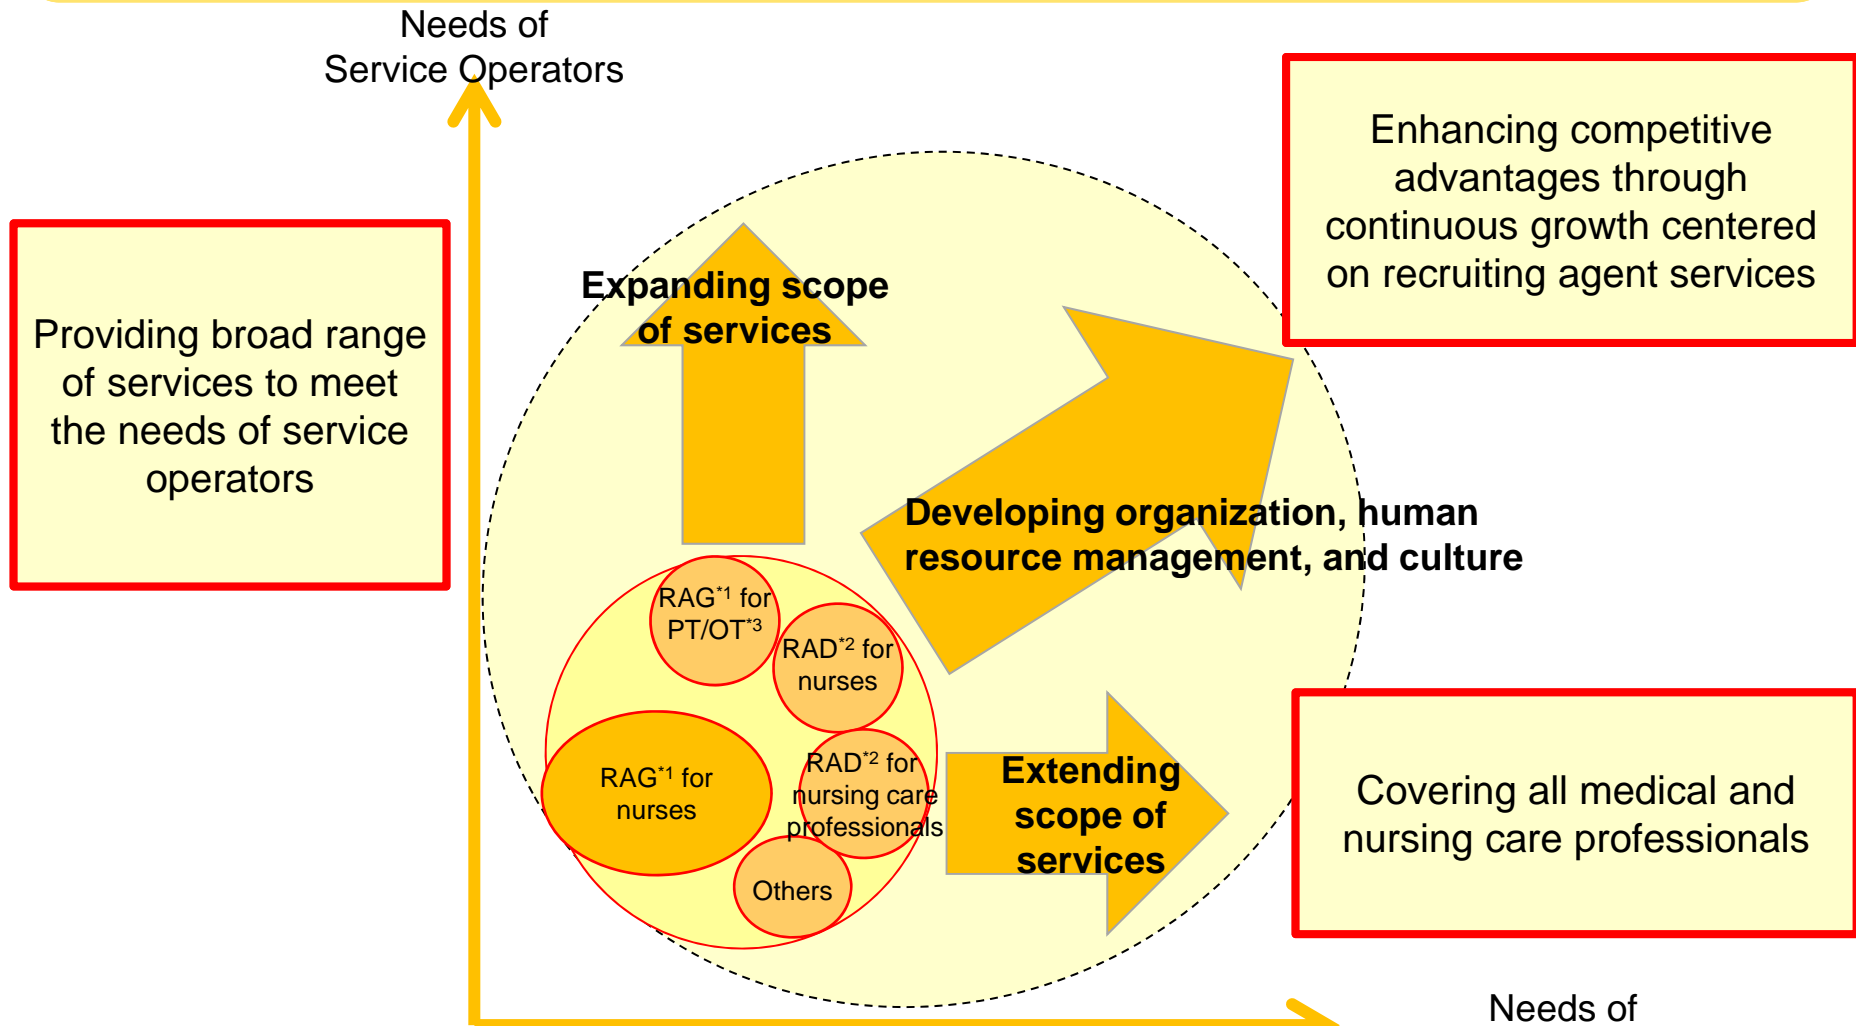 Needs of
Service Operators
Enhancing competitive
advantages through
continuous growth centered
on recruiting agent services
Providing broad range
of services to meet
the needs of service
operators
Expanding scope
of services
Developing organization, human
resource management, and culture
RAG*1 for
PT/OT*3
RAD*2 for
nurses
RAG*1 for
nurses
RAD*2 for
nursing care
professionals
Others
Extending
scope of
services
Covering all medical and
nursing care professionals
Needs of